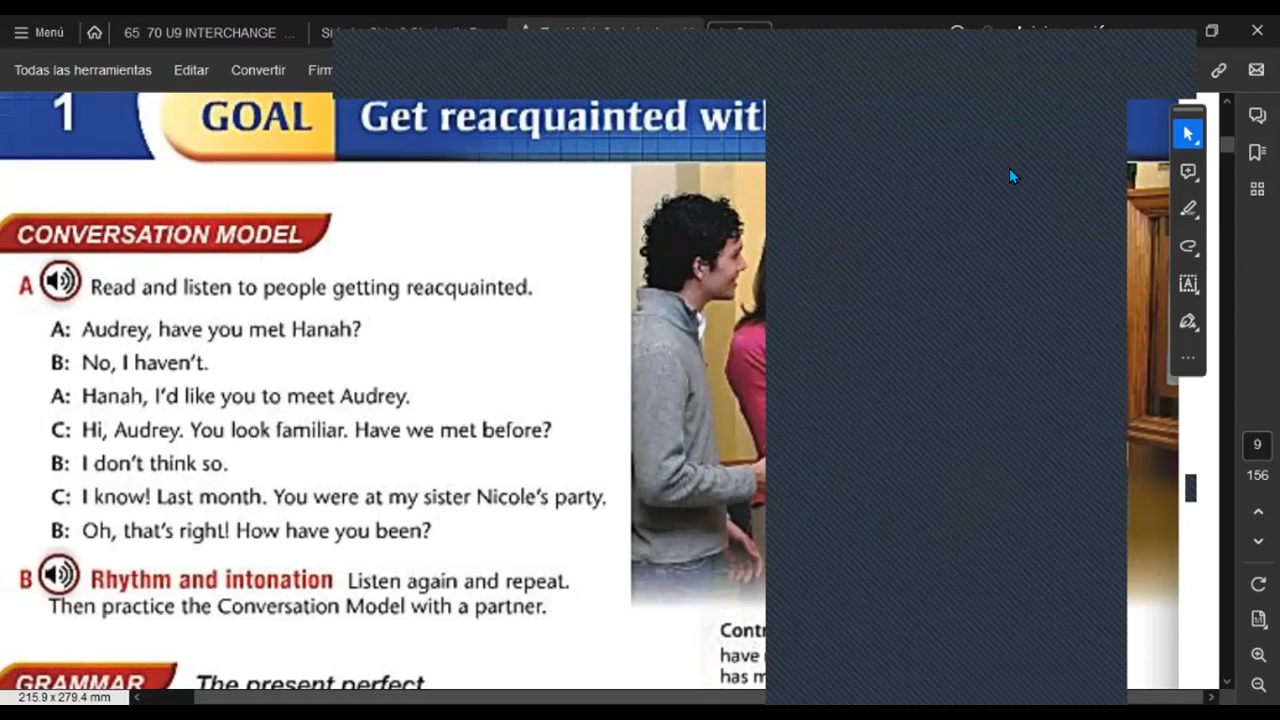 Menú 65 70 U9 INTERCHANGE ...
Todas las herramientas Editar Convertir
1 GOAL Get reacquainted
CONVERSATION MODEL
A Read and listen to people getting reacquainted.
A: Audrey, have you met Hanah?
B: No, I haven't.
A: Hanah, I'd like you to meet Audrey.
C: Hi, Audrey. You look familiar. Have we met before?
B: I don't think so.
C: I know! Last month. You were at my sister Nicole's party.
B: Oh, that's right! How have you been?
B Rhythm and intonation Listen again and repeat.
Then practice the Conversation Model with a partner.
GRAMMAR The present perfect
have
has
9
156
215.9 x 279.4 mm